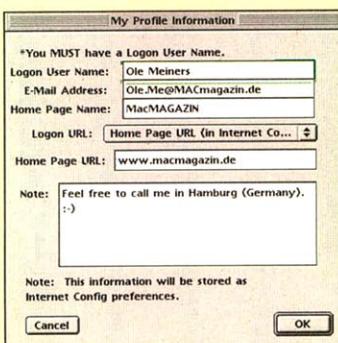 My Profile Information
*You MUST have a Logon User Name.
Logon User Name: Ole Meiners
E-Mail Address: Ole.Me@MACmagazin.de
Home Page Name: MacMAGAZIN
Logon URL: Home Page URL (in Internet Co...
Home Page URL: www.macmagazin.de
Note: Feel free to call me in Hamburg (Germany).
:-)
Note: This information will be stored as
Internet Config preferences.
Cancel OK